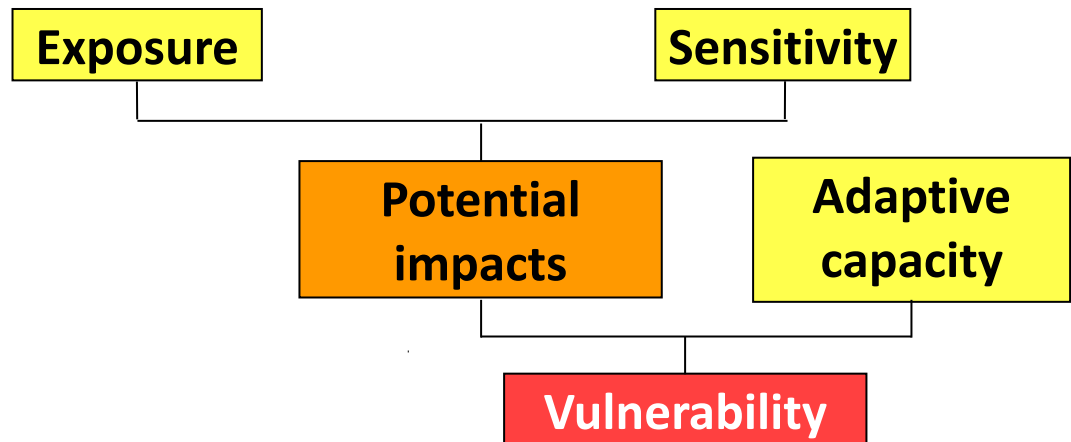 Exposure
Sensitivity
Potential
impacts
Adaptive
capacity
Vulnerability